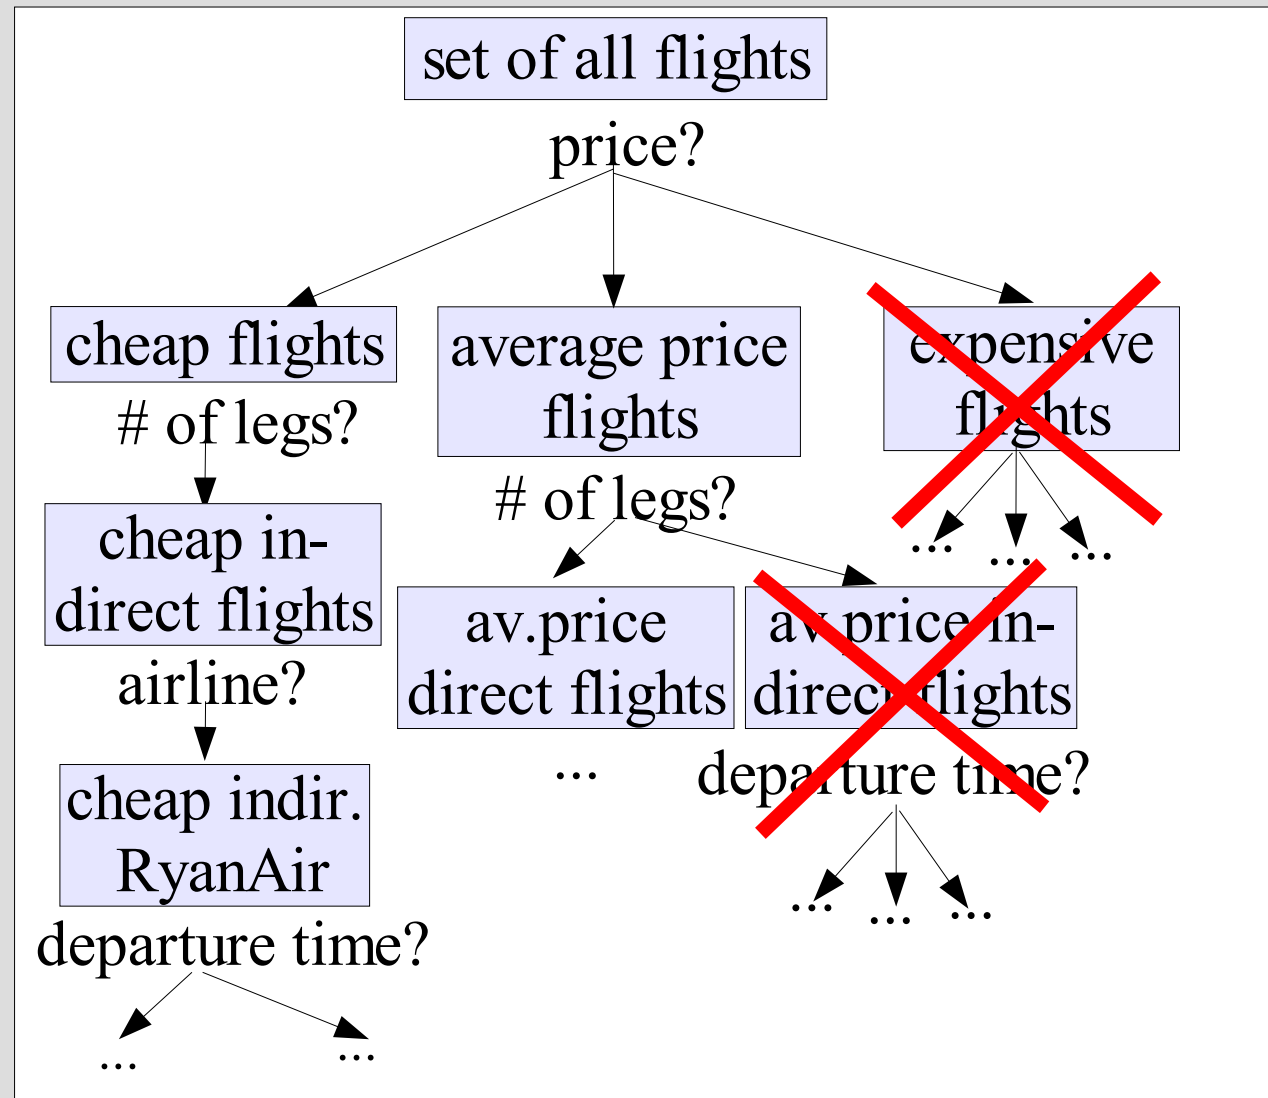 set of all flights
price?
cheap flights
average price
flights
expensive
flights
# of legs?
# of legs?
...
...
...
cheap in-
direct flights
av.price
direct flights
av.price in-
direct flights
airline?
...
departure time?
cheap indir.
RyanAir
...
...
...
departure time?
...
...